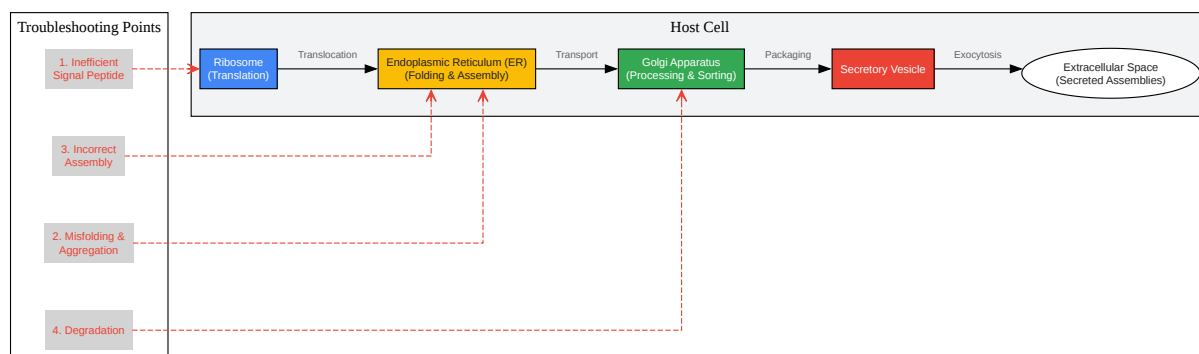 Troubleshooting Points
1. Inefficient
Signal Peptide
3. Incorrect
Assembly
2. Misfolding &
Aggregation
4. Degradation
Host Cell
Ribosome
(Translation)
Translocation
Endoplasmic Reticulum (ER)
(Folding & Assembly)
Transport
Golgi Apparatus
(Processing & Sorting)
Packaging
Secretory Vesicle
Exocytosis
Extracellular Space
(Secreted Assemblies)